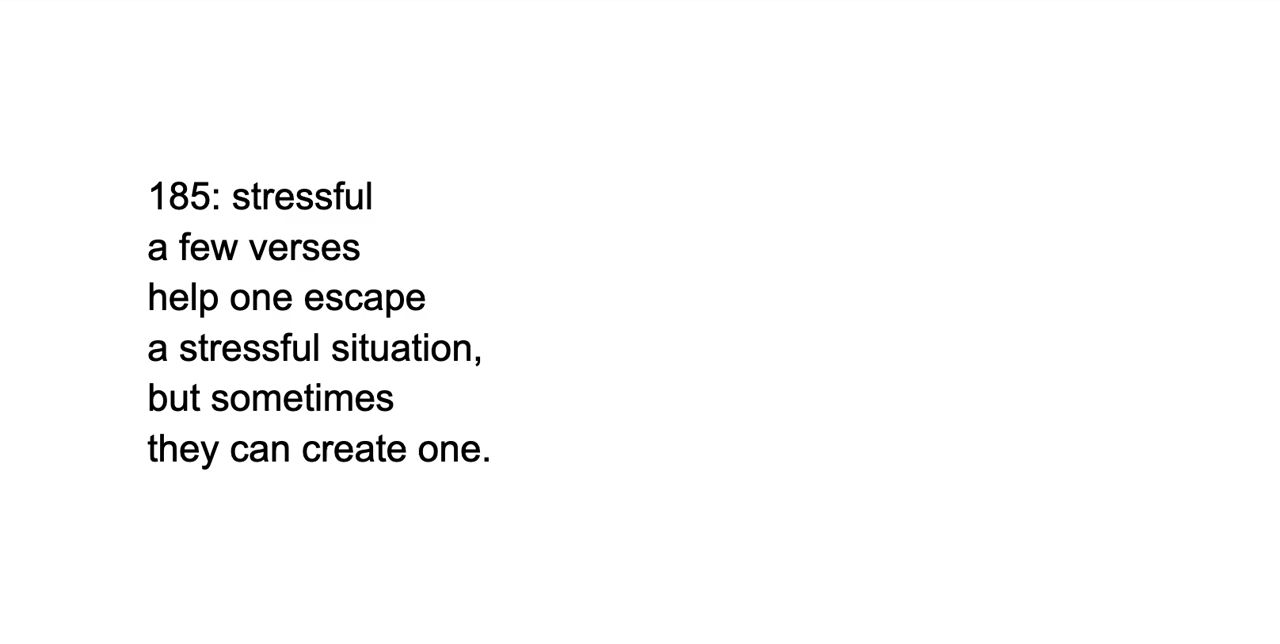 185: stressful
a few verses
help one escape
a stressful situation,
but sometimes
they can create one.